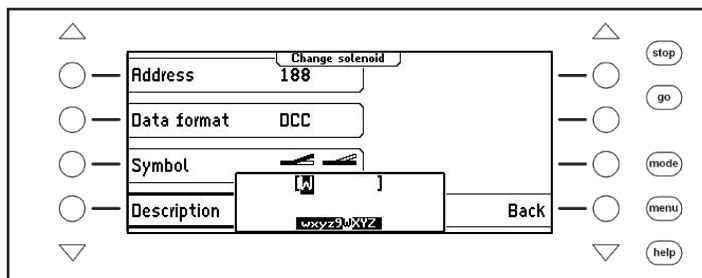 Change solenoid
Address 188
Data format DCC
Symbol
[W ]
Description
wxyz9WXYZ
Back
stop
go
mode
menu
help